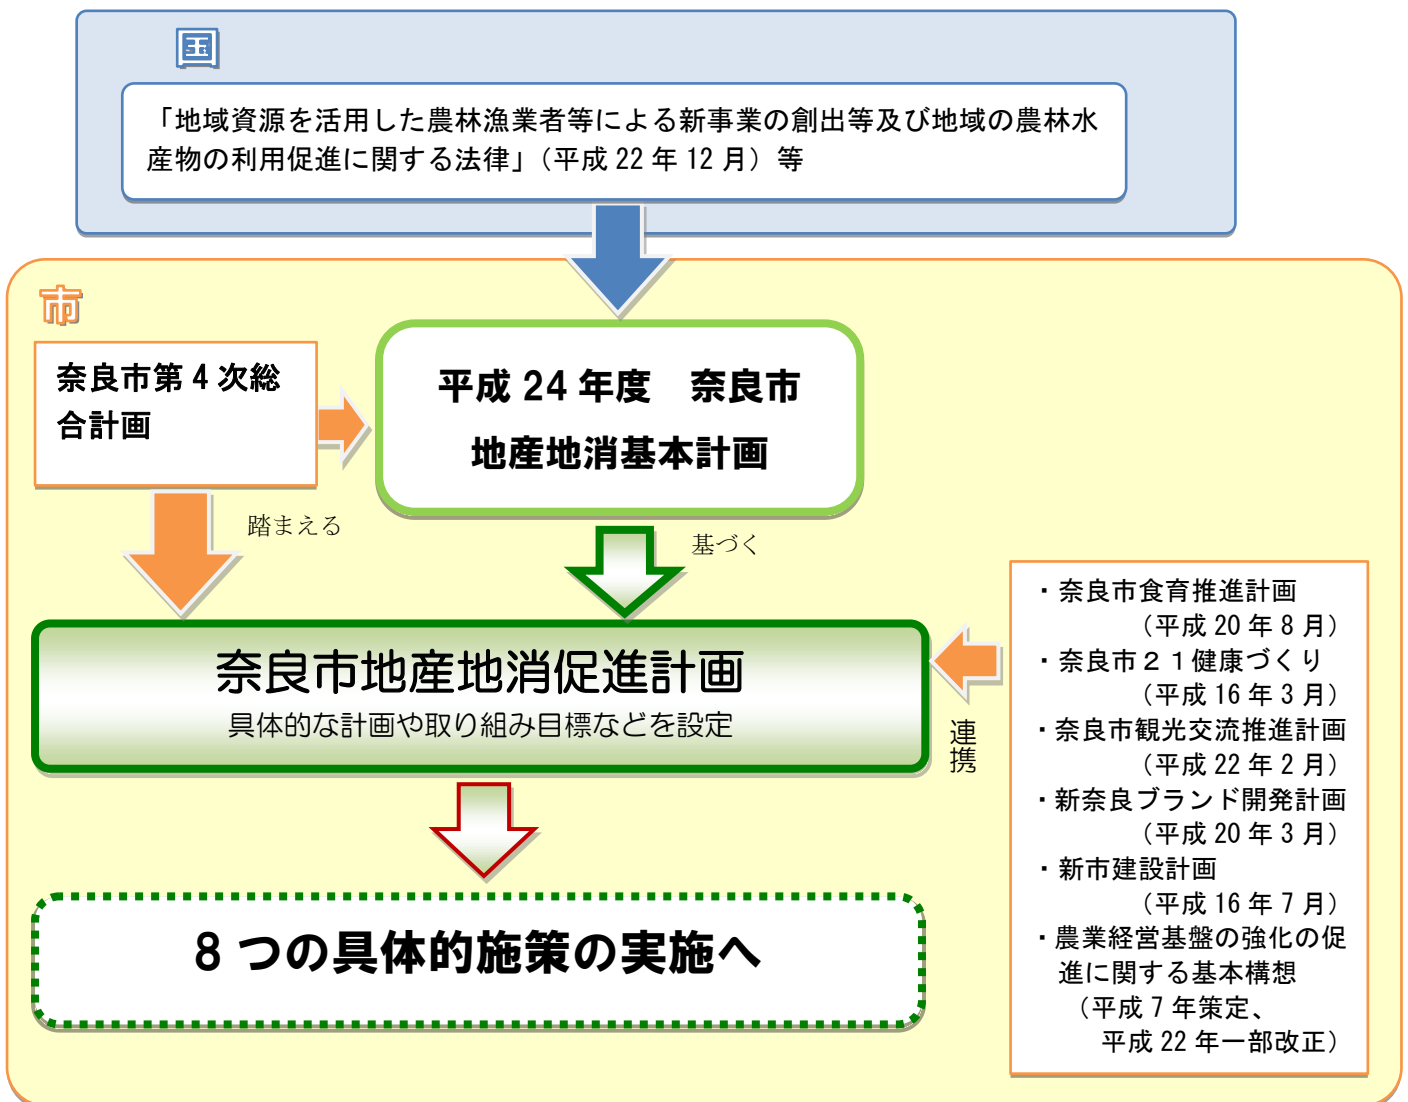 国
「地域資源を活用した農林漁業者等による新事業の創出等及び地域の農林水
産物の利用促進に関する法律」（平成 22 年 12 月）等
市
奈良市第 4 次総
合計画
平成 24 年度　奈良市
地産地消基本計画
踏まえる
基づく
奈良市地産地消促進計画
具体的な計画や取り組み目標などを設定
連携
・奈良市食育推進計画
（平成 20 年 8 月）
・奈良市２１健康づくり
（平成 16 年 3 月）
・奈良市観光交流推進計画
（平成 22 年 2 月）
・新奈良ブランド開発計画
（平成 20 年 3 月）
・新市建設計画
（平成 16 年 7 月）
・農業経営基盤の強化の促
進に関する基本構想
（平成 7 年策定、
平成 22 年一部改正）
8 つの具体的施策の実施へ